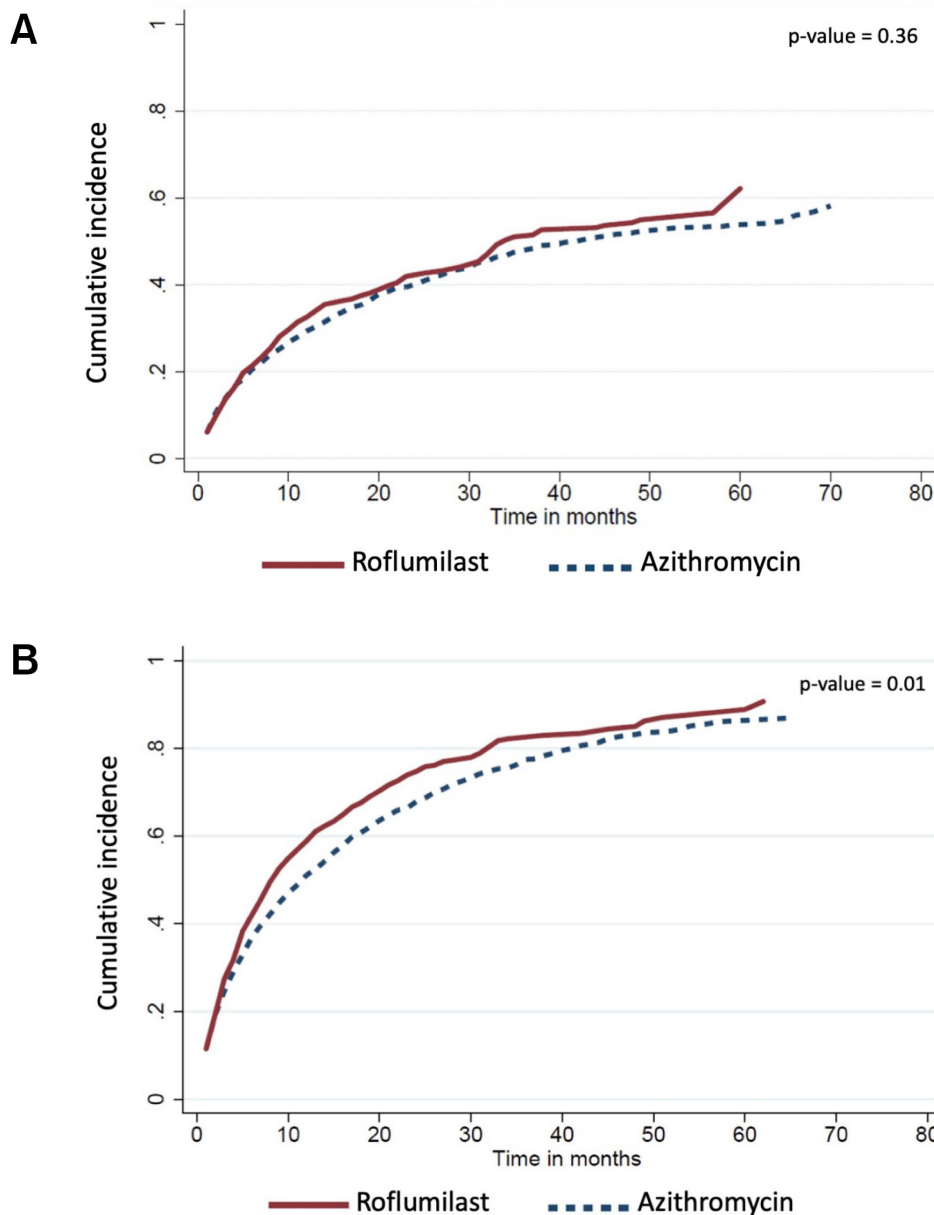 A
p-value = 0.36
Cumulative incidence
1
.8
.6
.4
.2
0
0 10 20 30 40 50 60 70 80
Time in months
Roflumilast Azithromycin
B
p-value = 0.01
Cumulative incidence
1
.8
.6
.4
.2
0
0 10 20 30 40 50 60 70 80
Time in months
Roflumilast Azithromycin